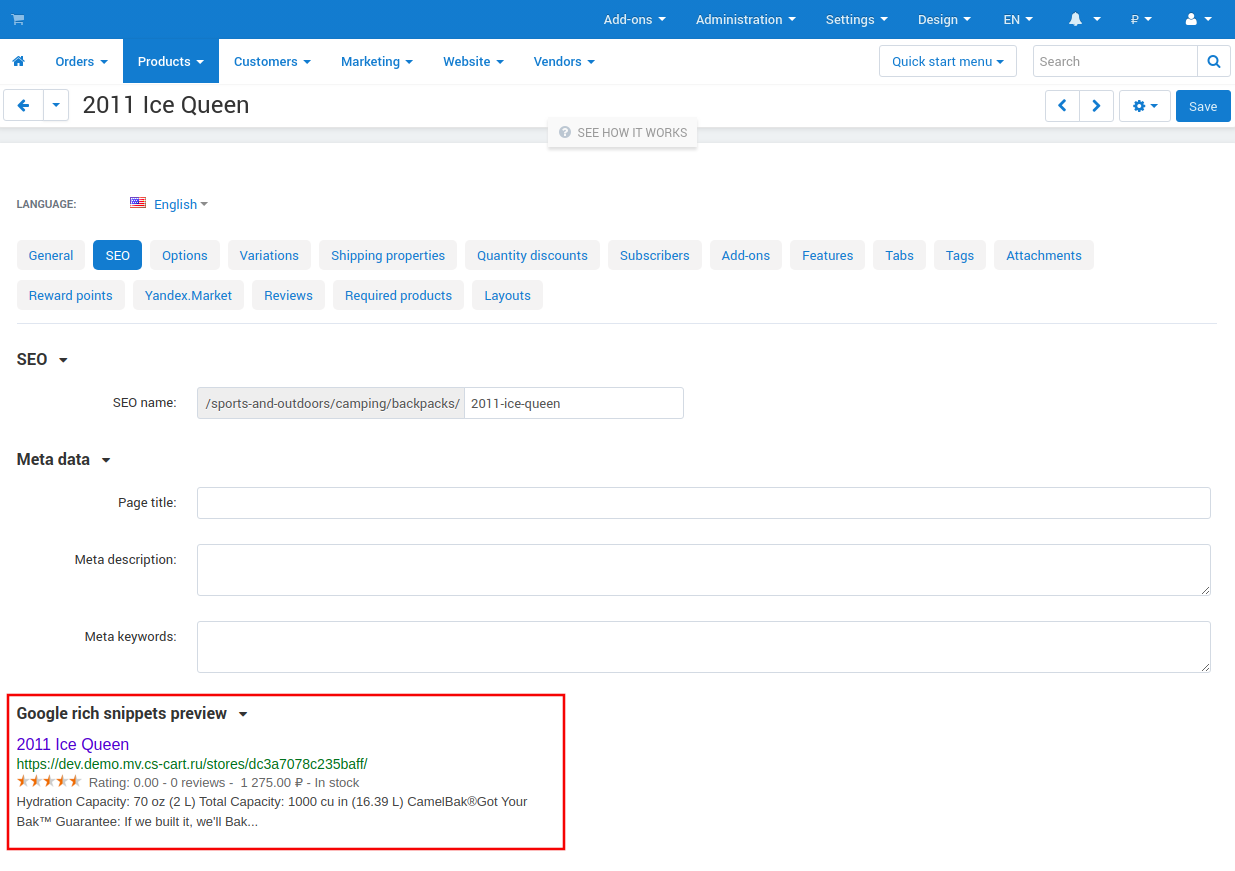 Add-ons Administration Settings Design EN ₽
Orders Products Customers Marketing Website Vendors Quick start menu Search
2011 Ice Queen Save
SEE HOW IT WORKS
LANGUAGE: English
General SEO Options Variations Shipping properties Quantity discounts Subscribers Add-ons Features Tabs Tags Attachments
Reward points Yandex.Market Reviews Required products Layouts
SEO
SEO name: /sports-and-outdoors/camping/backpacks/ 2011-ice-queen
Meta data
Page title:
Meta description:
Meta keywords:
Google rich snippets preview
2011 Ice Queen
https://dev.demo.mv.cs-cart.ru/stores/dc3a7078c235baff/
Rating: 0.00 - 0 reviews - 1 275.00 ₽ - In stock
Hydration Capacity: 70 oz (2 L) Total Capacity: 1000 cu in (16.39 L) CamelBak®Got Your
Bak™ Guarantee: If we built it, we'll Bak...